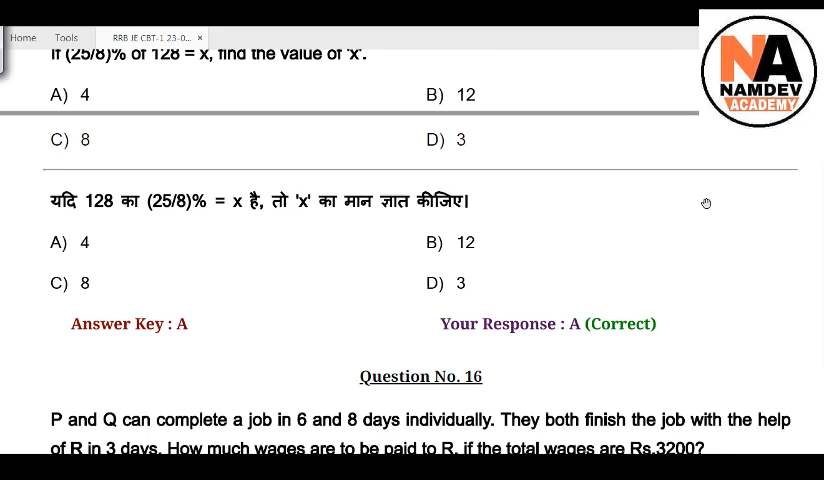 Home Tools RRB JE CBT-1 23-0... ×
If (25/8)% of 128 = x, find the value of 'x'.
A) 4 B) 12
C) 8 D) 3
यदि 128 का (25/8)% = x है, तो 'x' का मान ज्ञात कीजिए।
A) 4 B) 12
C) 8 D) 3
Answer Key : A Your Response : A (Correct)
Question No. 16
P and Q can complete a job in 6 and 8 days individually. They both finish the job with the help
of R in 3 days. How much wages are to be paid to R, if the total wages are Rs.3200?
NA
NAMDEV
ACADEMY